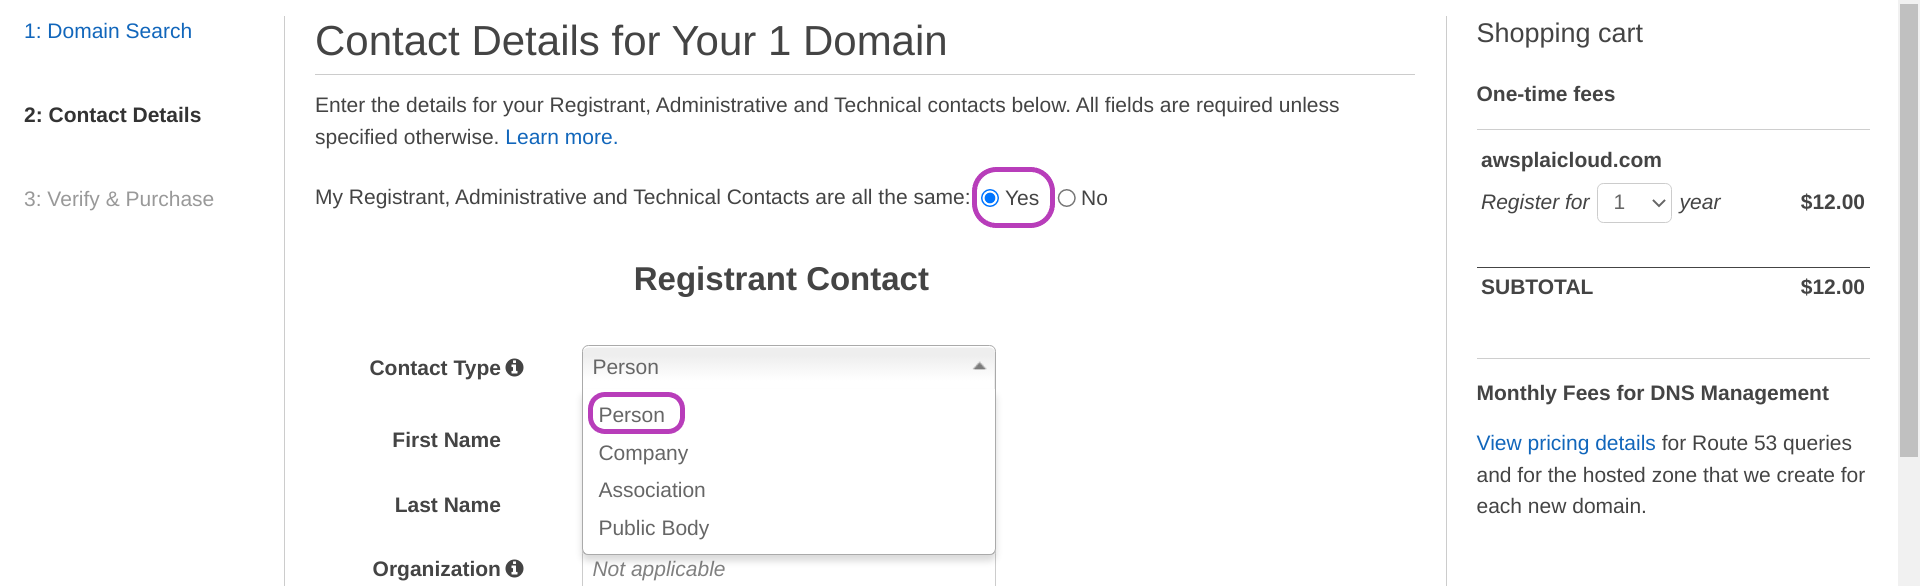 1: Domain Search
2: Contact Details
3: Verify & Purchase
Contact Details for Your 1 Domain
Enter the details for your Registrant, Administrative and Technical contacts below. All fields are required unless
specified otherwise. Learn more.
My Registrant, Administrative and Technical Contacts are all the same: Yes No
Registrant Contact
Contact Type Person
Person
Company
Association
Public Body
First Name
Last Name
Organization Not applicable
Shopping cart
One-time fees
awsplaicloud.com
Register for 1 year $12.00
SUBTOTAL $12.00
Monthly Fees for DNS Management
View pricing details for Route 53 queries
and for the hosted zone that we create for
each new domain.